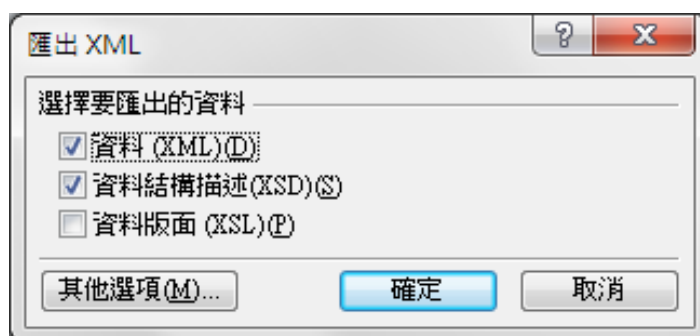 匯出 XML
選擇要匯出的資料
資料 (XML)(D)
資料結構描述(XSD)(S)
資料版面 (XSL)(P)
其他選項(M)... 確定 取消